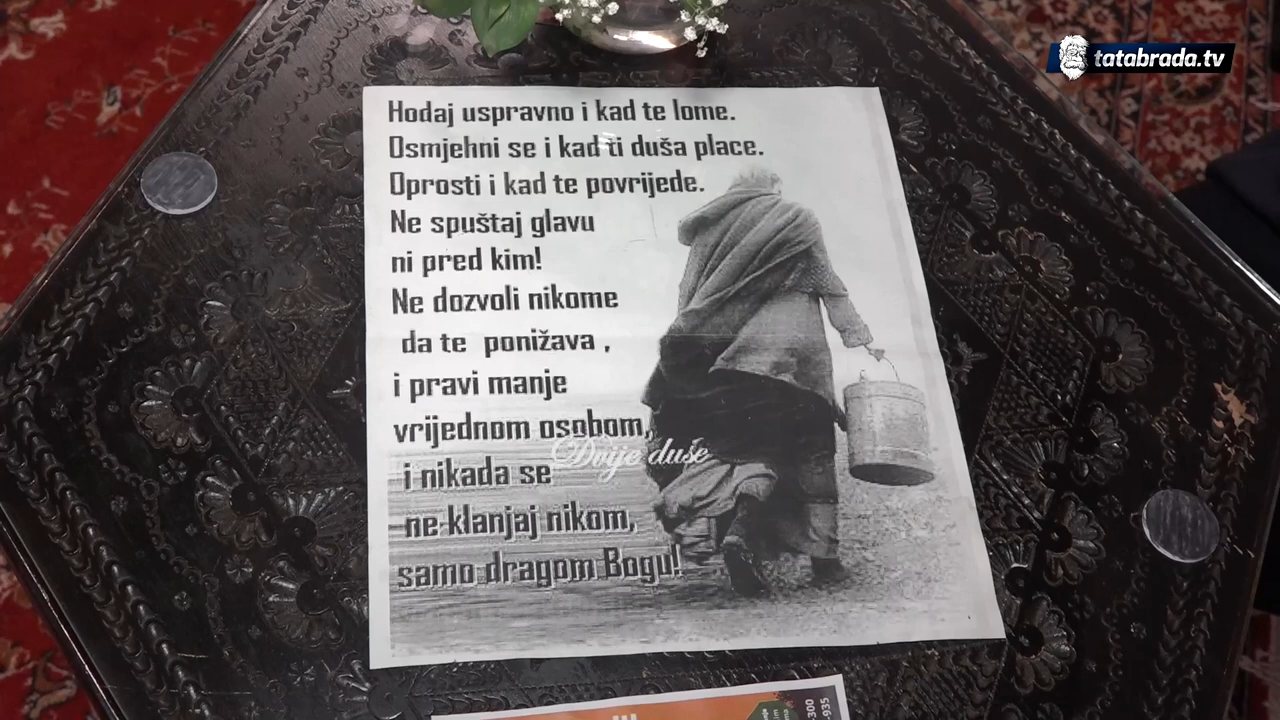 tatabrada.tv
Hodaj uspravno i kad te lome.
Osmjehni se i kad ti duša place.
Oprosti i kad te povrijede.
Ne spuštaj glavu
ni pred kim!
Ne dozvoli nikome
da te ponižava ,
i pravi manje
vrijednom osobom,
Dvije duše
i nikada se
ne klanjaj nikom,
samo dragom Bogu!
300
-935